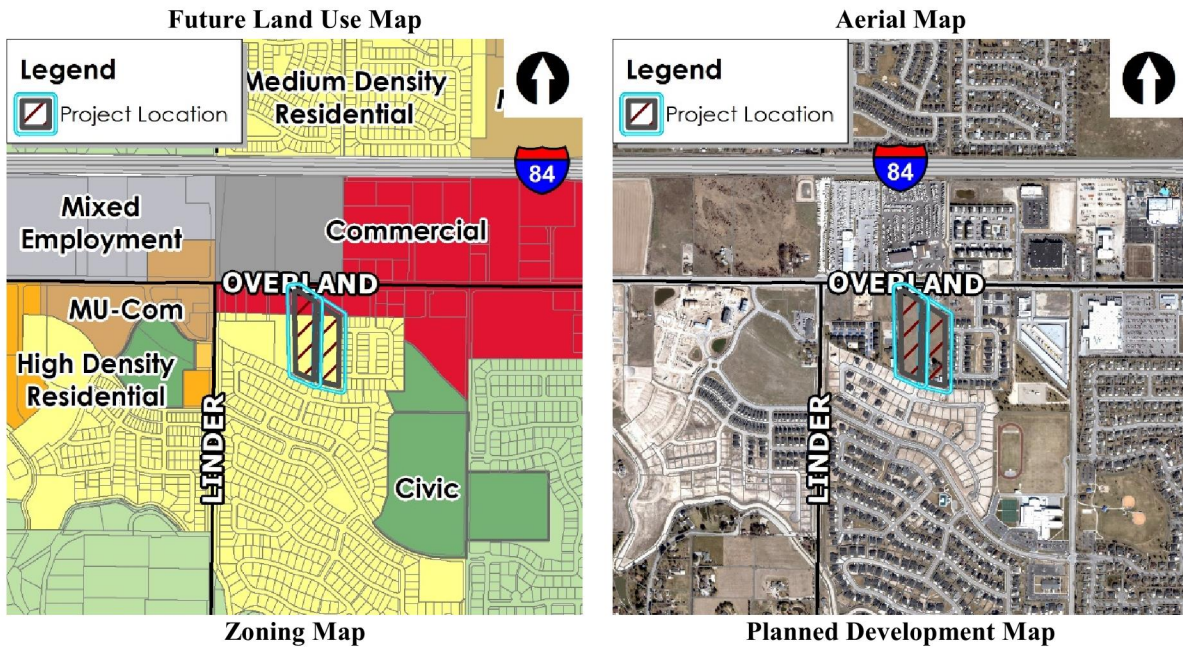 Future Land Use Map
Aerial Map
Legend
Project Location
Medium Density
Residential
M
84
Mixed
Employment
Commercial
OVERLAND
MU-Com
High Density
Residential
LINDER
Civic
Legend
Project Location
84
OVERLAND
LINDER
Zoning Map
Planned Development Map